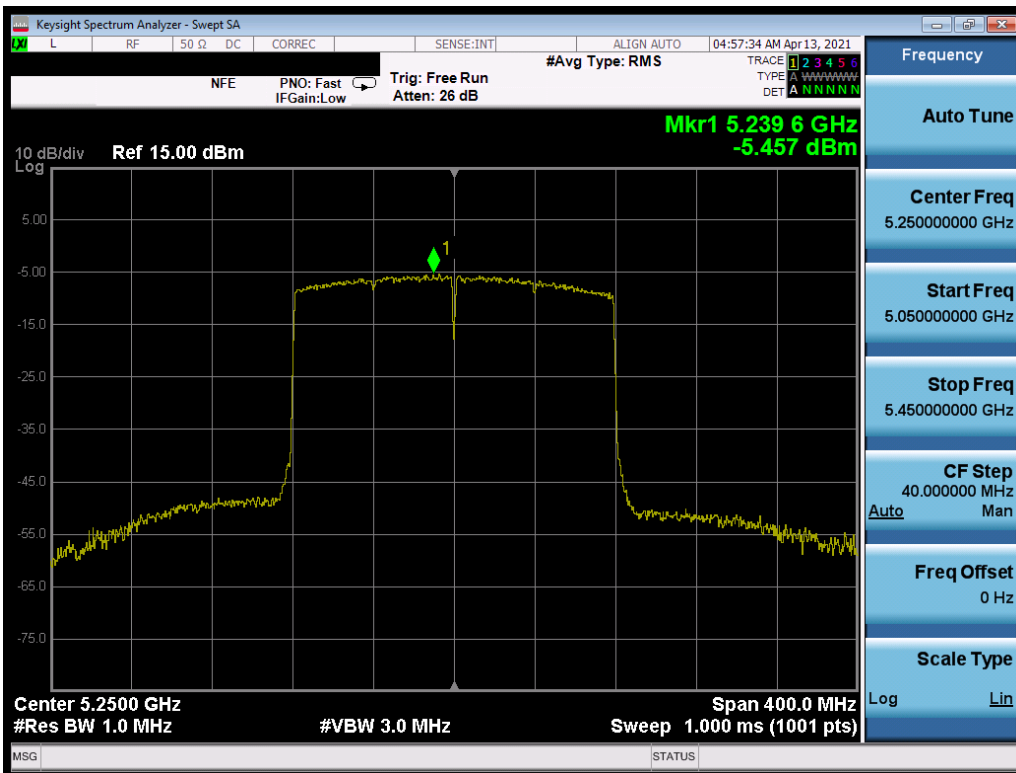 Keysight Spectrum Analyzer - Swept SA
LXI L RF 50 Ω DC CORREC SENSE:INT ALIGN AUTO 04:57:34 AM Apr 13, 2021
NFE PNO: Fast Trig: Free Run #Avg Type: RMS TRACE 1 2 3 4 5 6
IFGain:Low Atten: 26 dB TYPE A WWWWW
DET A N N N N N
Mkr1 5.239 6 GHz
-5.457 dBm
10 dB/div Ref 15.00 dBm
Log
1
5.00
-5.00
-15.0
-25.0
-35.0
-45.0
-55.0
-65.0
-75.0
Center 5.2500 GHz Span 400.0 MHz
#Res BW 1.0 MHz #VBW 3.0 MHz Sweep 1.000 ms (1001 pts)
MSG STATUS
Frequency
Auto Tune
Center Freq
5.250000000 GHz
Start Freq
5.050000000 GHz
Stop Freq
5.450000000 GHz
CF Step
40.000000 MHz
Auto Man
Freq Offset
0 Hz
Scale Type
Log Lin